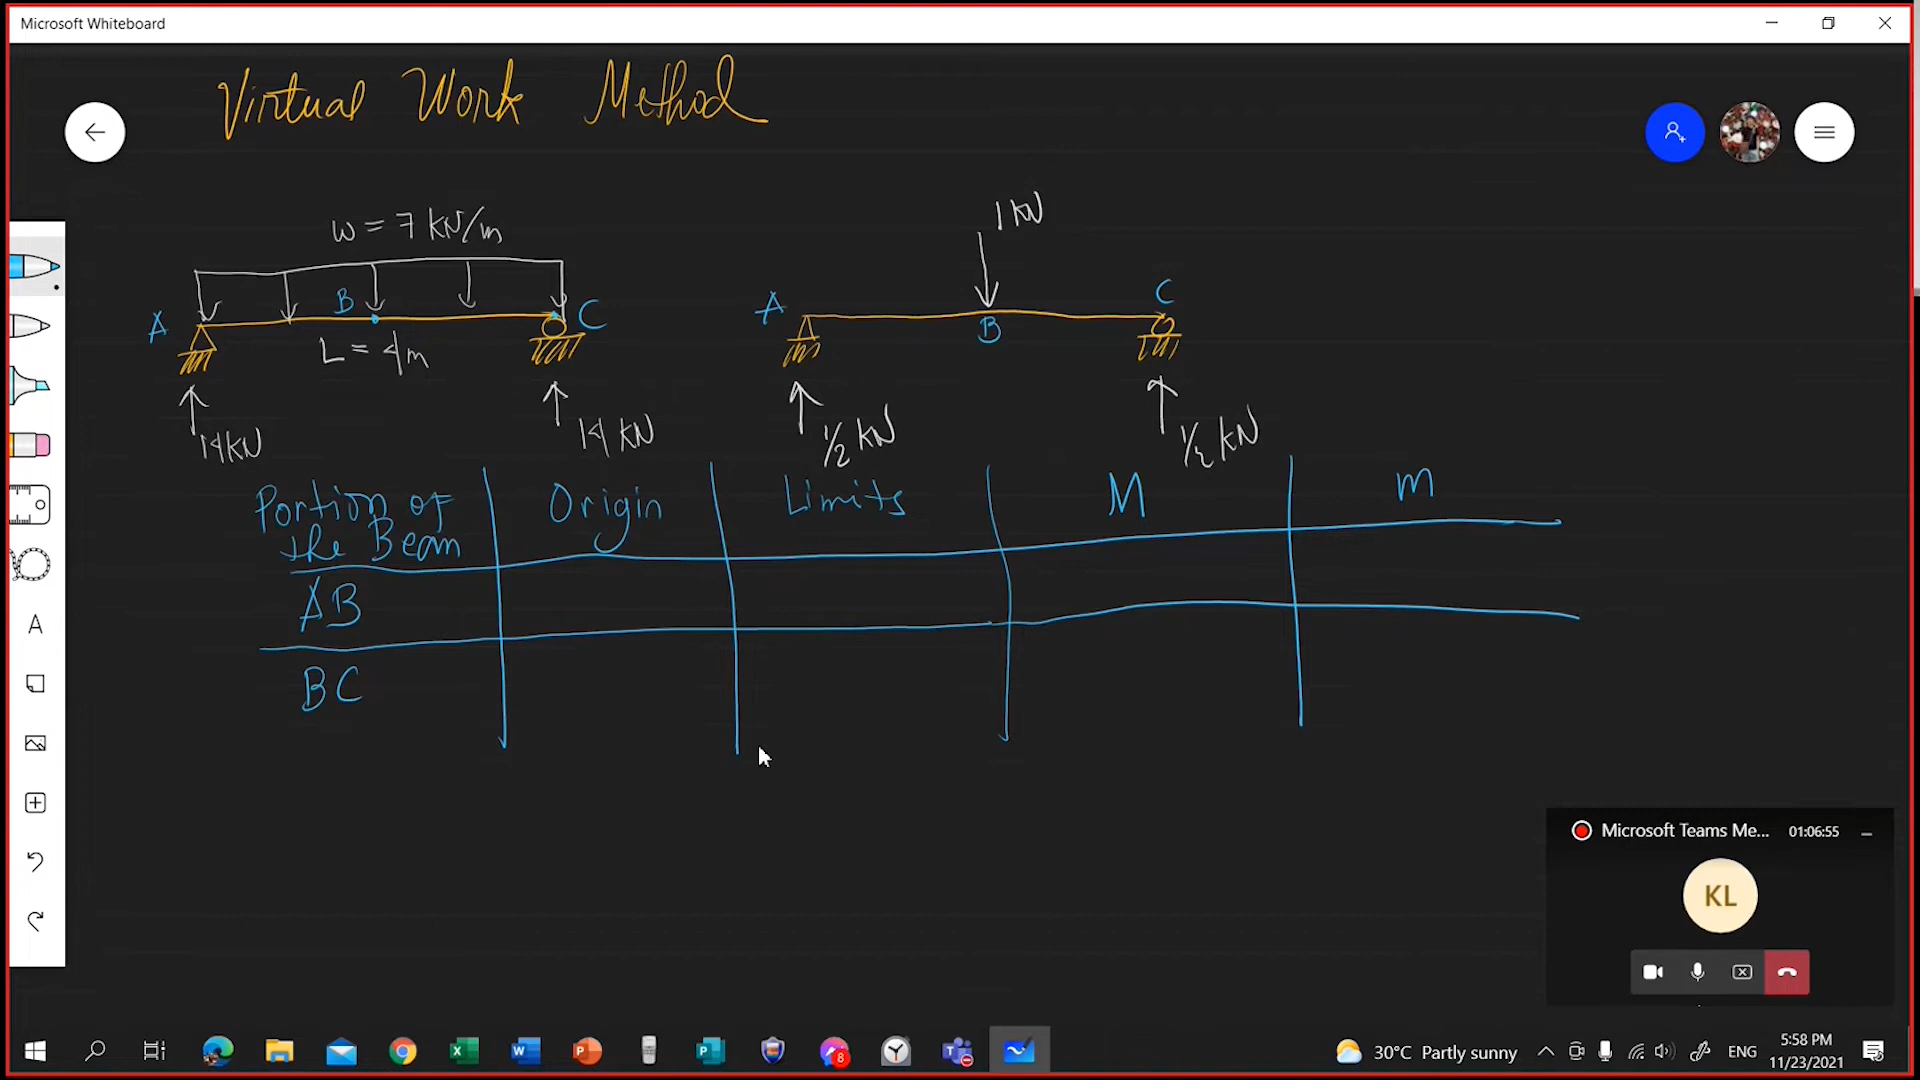 Microsoft Whiteboard
Virtual Work Method
w = 7 kN/m
A B C
L = 4m
14kN 14 kN
1 kN
A B C
1/2 kN 1/2 kN
Portion of the Beam Origin Limits M m
AB
BC
A
Microsoft Teams Me... 01:06:55
KL
8
30°C Partly sunny
ENG
5:58 PM
11/23/2021